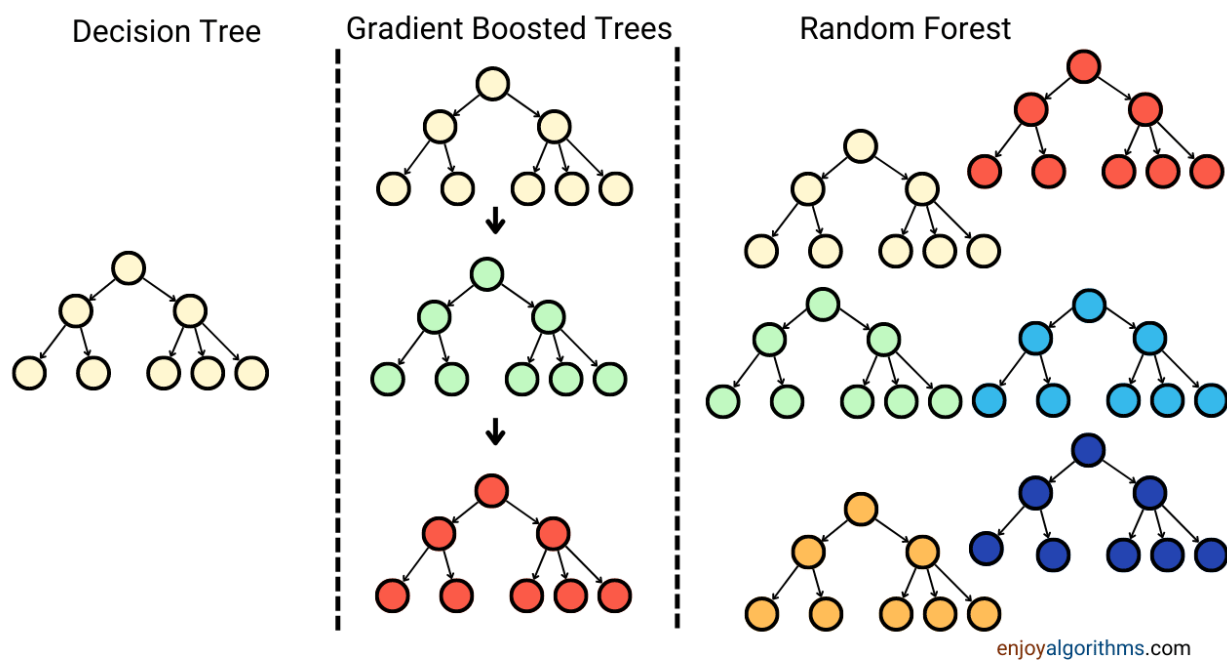 Decision Tree
Gradient Boosted Trees
Random Forest
enjoyalgorithms.com